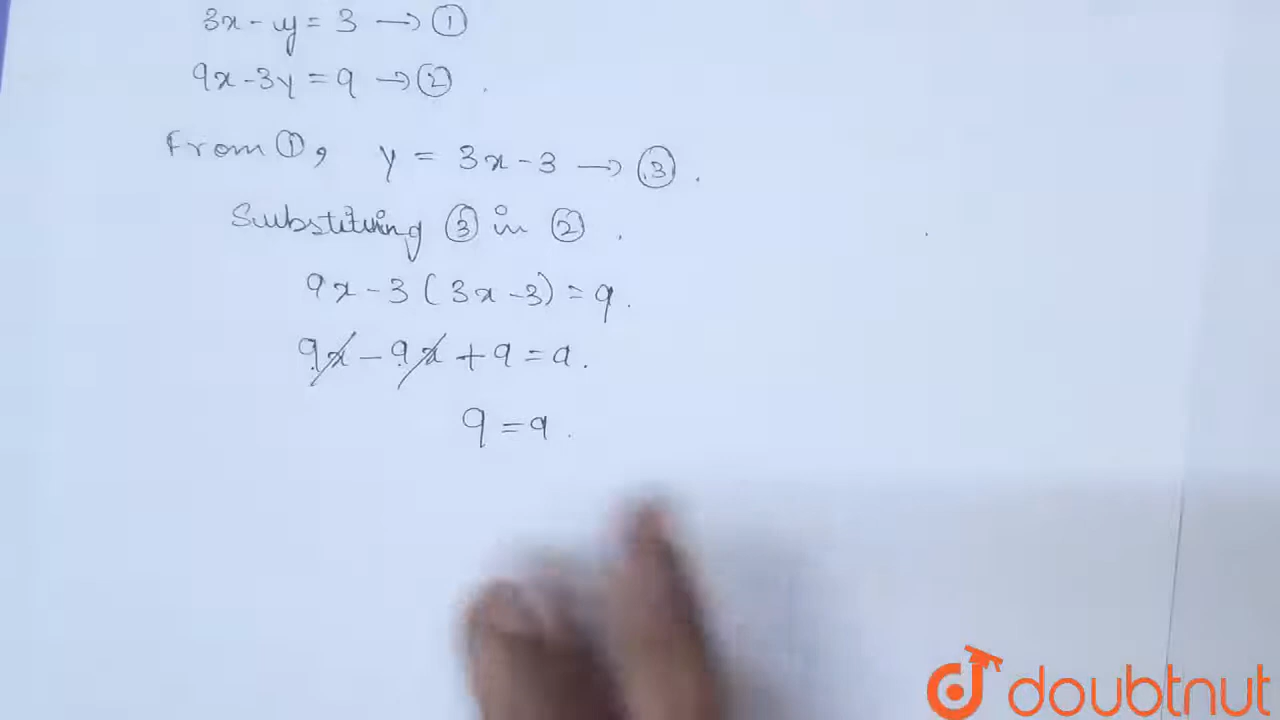 3x - y = 3 → ①
9x - 3y = 9 → ②.
From ①, y = 3x - 3 → ③.
Substituing ③ in ②.
9x - 3(3x - 3) = 9.
9x - 9x + 9 = 9.
9 = 9.
doubtnut